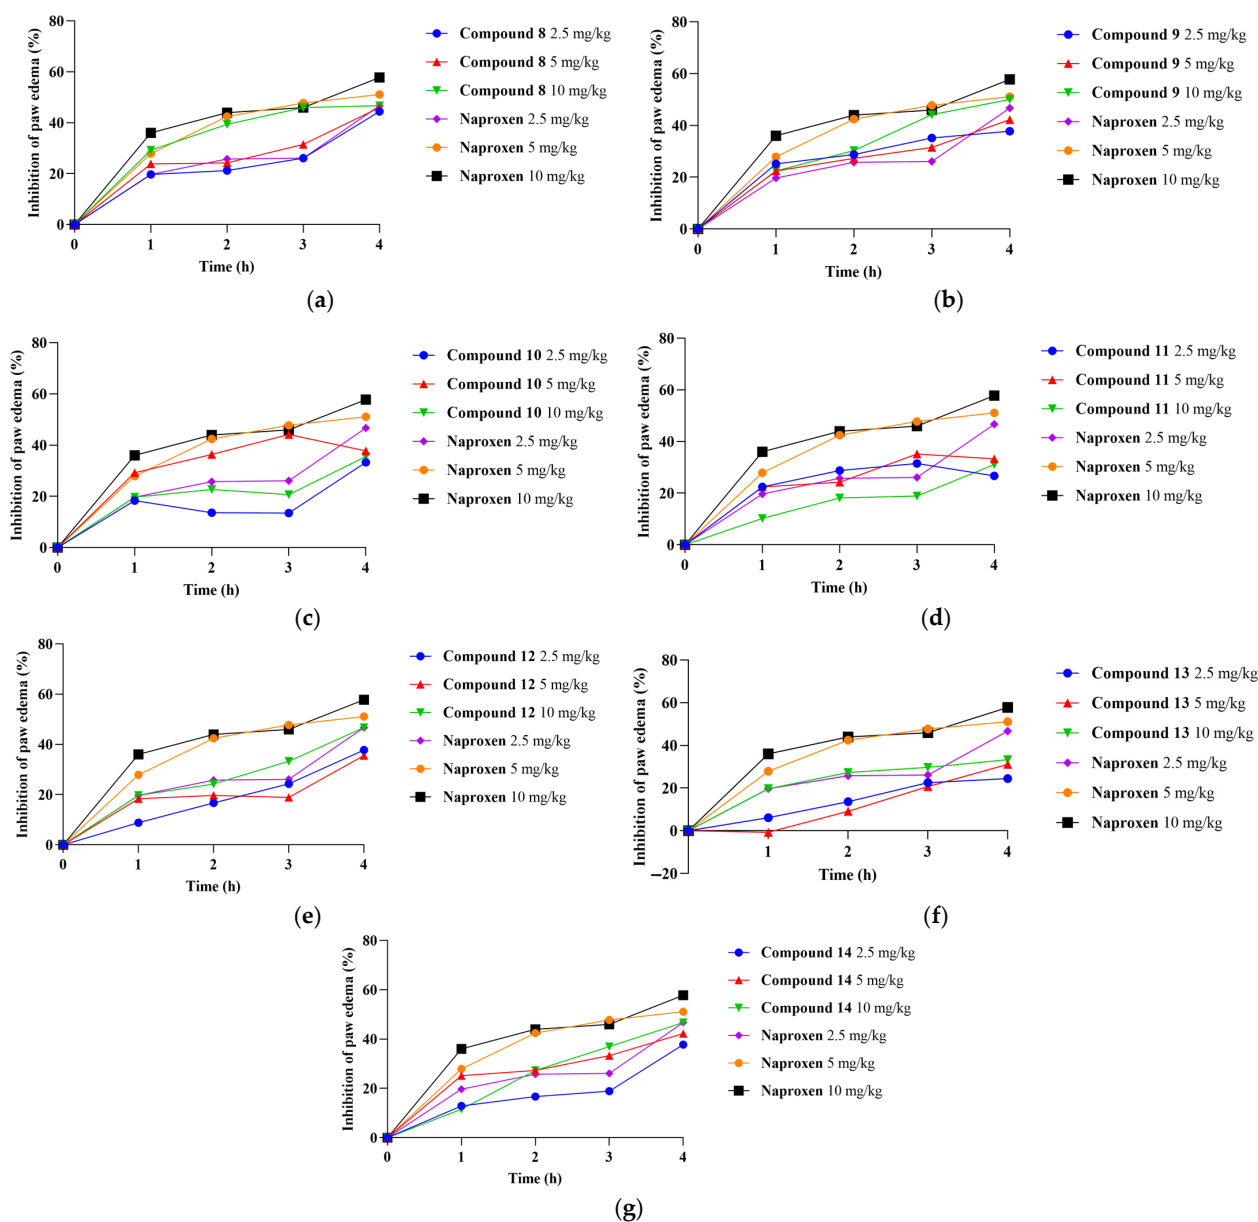 80
60
40
20
0
Inhibition of paw edema (%)
0 1 2 3 4
Time (h)
Compound 8 2.5 mg/kg
Compound 8 5 mg/kg
Compound 8 10 mg/kg
Naproxen 2.5 mg/kg
Naproxen 5 mg/kg
Naproxen 10 mg/kg
(a)
80
60
40
20
0
Inhibition of paw edema (%)
0 1 2 3 4
Time (h)
Compound 9 2.5 mg/kg
Compound 9 5 mg/kg
Compound 9 10 mg/kg
Naproxen 2.5 mg/kg
Naproxen 5 mg/kg
Naproxen 10 mg/kg
(b)
80
60
40
20
0
Inhibition of paw edema (%)
0 1 2 3 4
Time (h)
Compound 10 2.5 mg/kg
Compound 10 5 mg/kg
Compound 10 10 mg/kg
Naproxen 2.5 mg/kg
Naproxen 5 mg/kg
Naproxen 10 mg/kg
(c)
80
60
40
20
0
Inhibition of paw edema (%)
0 1 2 3 4
Time (h)
Compound 11 2.5 mg/kg
Compound 11 5 mg/kg
Compound 11 10 mg/kg
Naproxen 2.5 mg/kg
Naproxen 5 mg/kg
Naproxen 10 mg/kg
(d)
80
60
40
20
0
Inhibition of paw edema (%)
0 1 2 3 4
Time (h)
Compound 12 2.5 mg/kg
Compound 12 5 mg/kg
Compound 12 10 mg/kg
Naproxen 2.5 mg/kg
Naproxen 5 mg/kg
Naproxen 10 mg/kg
(e)
80
60
40
20
0
−20
Inhibition of paw edema (%)
1 2 3 4
Time (h)
Compound 13 2.5 mg/kg
Compound 13 5 mg/kg
Compound 13 10 mg/kg
Naproxen 2.5 mg/kg
Naproxen 5 mg/kg
Naproxen 10 mg/kg
(f)
80
60
40
20
0
Inhibition of paw edema (%)
0 1 2 3 4
Time (h)
Compound 14 2.5 mg/kg
Compound 14 5 mg/kg
Compound 14 10 mg/kg
Naproxen 2.5 mg/kg
Naproxen 5 mg/kg
Naproxen 10 mg/kg
(g)